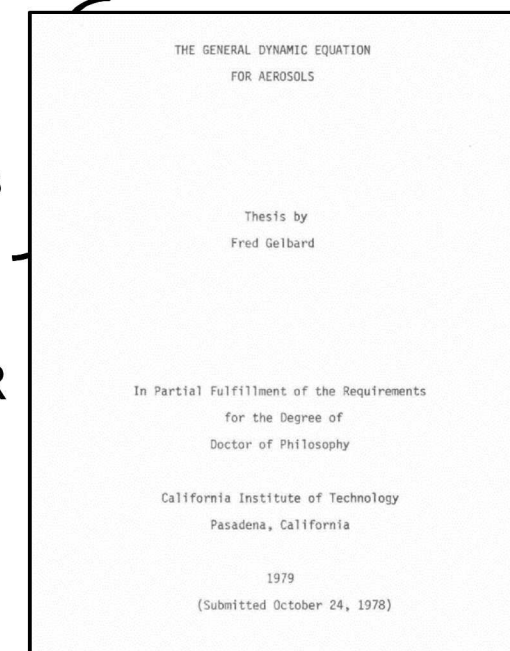 THE GENERAL DYNAMIC EQUATION
FOR AEROSOLS
Thesis by
Fred Gelbard
In Partial Fulfillment of the Requirements
for the Degree of
Doctor of Philosophy
California Institute of Technology
Pasadena, California
1979
(Submitted October 24, 1978)